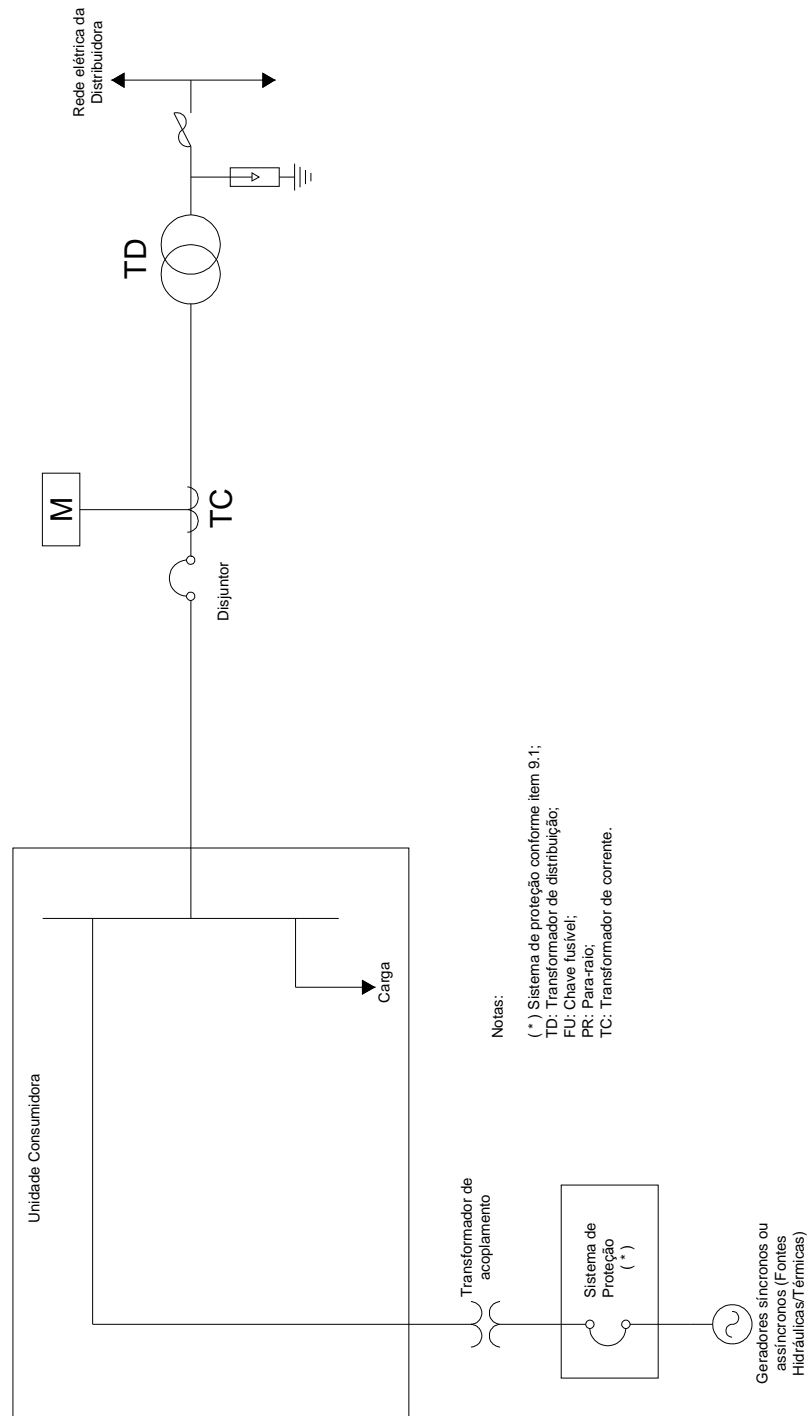 Rede elétrica da
Distribuidora
TD
M
TC
Disjuntor
Unidade Consumidora
Carga
Notas:
( * ) Sistema de proteção conforme item 9.1;
TD: Transformador de distribuição;
FU: Chave fusível;
PR: Para-raio;
TC: Transformador de corrente.
Transformador de
acoplamento
Sistema de
Proteção
( * )
Geradores síncronos ou
assíncronos (Fontes
Hidráulicas/Térmicas)